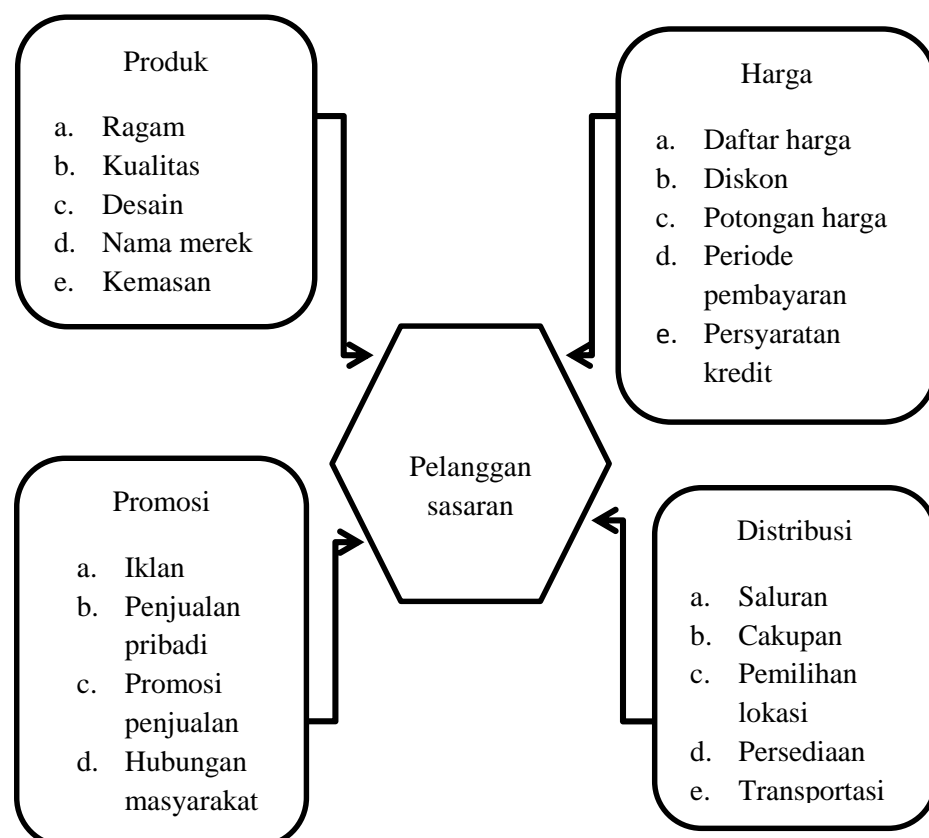 Produk
a. Ragam
b. Kualitas
c. Desain
d. Nama merek
e. Kemasan
Harga
a. Daftar harga
b. Diskon
c. Potongan harga
d. Periode
pembayaran
e. Persyaratan
kredit
Pelanggan
sasaran
Promosi
a. Iklan
b. Penjualan
pribadi
c. Promosi
penjualan
d. Hubungan
masyarakat
Distribusi
a. Saluran
b. Cakupan
c. Pemilihan
lokasi
d. Persediaan
e. Transportasi